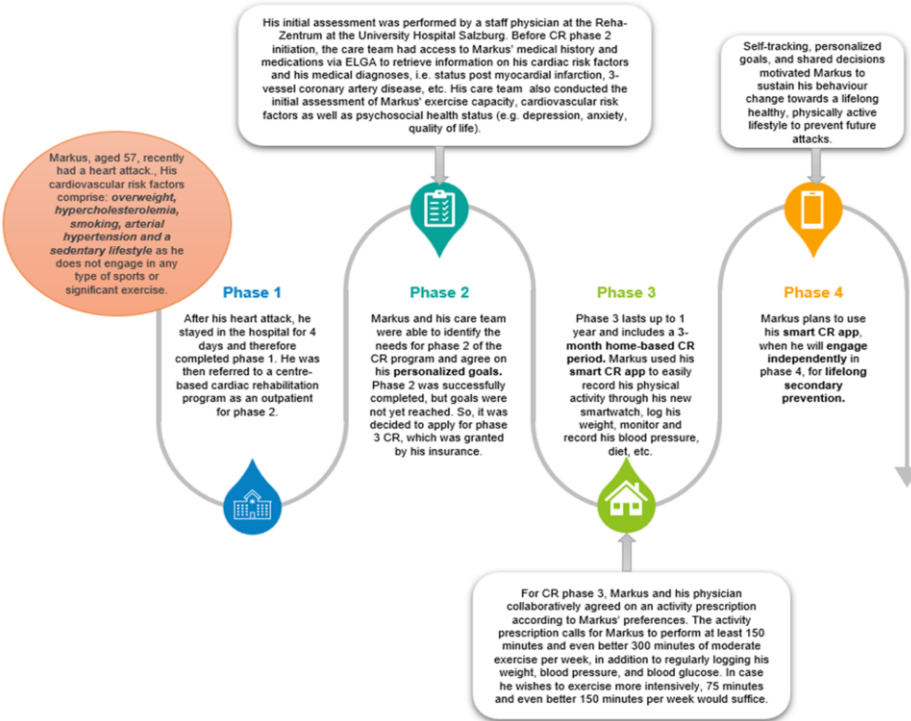 His initial assessment was performed by a staff physician at the Reha-
Zentrum at the University Hospital Salzburg. Before CR phase 2
initiation, the care team had access to Markus' medical history and
medications via ELGA to retrieve information on his cardiac risk factors
and his medical diagnoses, i.e. status post myocardial infarction, 3-
vessel coronary artery disease, etc. His care team also conducted the
initial assessment of Markus' exercise capacity, cardiovascular risk
factors as well as psychosocial health status (e.g. depression, anxiety,
quality of life).
Self-tracking, personalized
goals, and shared decisions
motivated Markus to
sustain his behaviour
change towards a lifelong
healthy, physically active
lifestyle to prevent future
attacks.
Markus, aged 57, recently
had a heart attack., His
cardiovascular risk factors
comprise: overweight,
hypercholesterolemia,
smoking, arterial
hypertension and a
sedentary lifestyle as he
does not engage in any
type of sports or
significant exercise.
Phase 1
After his heart attack, he
stayed in the hospital for 4
days and therefore
completed phase 1. He was
then referred to a centre-
based cardiac rehabilitation
program as an outpatient
for phase 2.
Phase 2
Markus and his care team
were able to identify the
needs for phase 2 of the
CR program and agree on
his personalized goals.
Phase 2 was successfully
completed, but goals were
not yet reached. So, it was
decided to apply for phase
3 CR, which was granted
by his insurance.
Phase 3
Phase 3 lasts up to 1
year and includes a 3-
month home-based CR
period. Markus used his
smart CR app to easily
record his physical
activity through his new
smartwatch, log his
weight, monitor and
record his blood pressure,
diet, etc.
Phase 4
Markus plans to use
his smart CR app,
when he will engage
independently in
phase 4, for lifelong
secondary
prevention.
For CR phase 3, Markus and his physician
collaboratively agreed on an activity prescription
according to Markus' preferences. The activity
prescription calls for Markus to perform at least 150
minutes and even better 300 minutes of moderate
exercise per week, in addition to regularly logging his
weight, blood pressure, and blood glucose. In case
he wishes to exercise more intensively, 75 minutes
and even better 150 minutes per week would suffice.